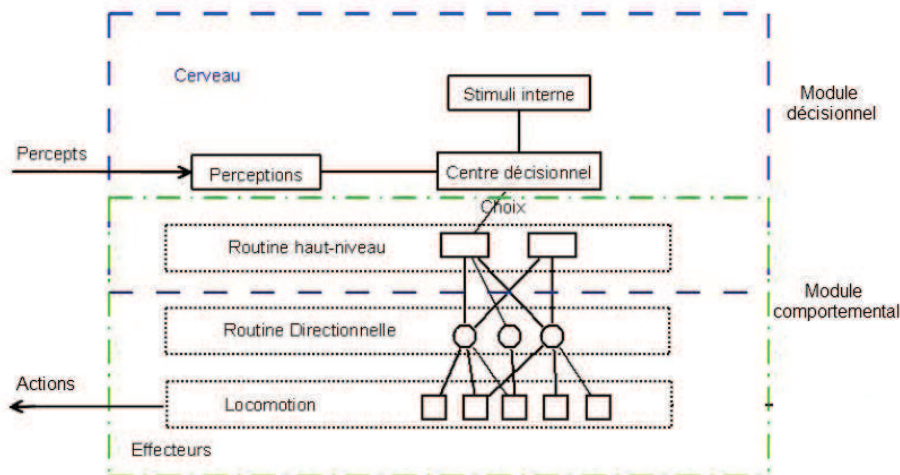 Cerveau
Stimuli interne
Module
décisionnel
Percepts
Perceptions
Centre décisionnel
Choix
Routine haut-niveau
Module
comportemental
Routine Directionnelle
Actions
Locomotion
Effecteurs